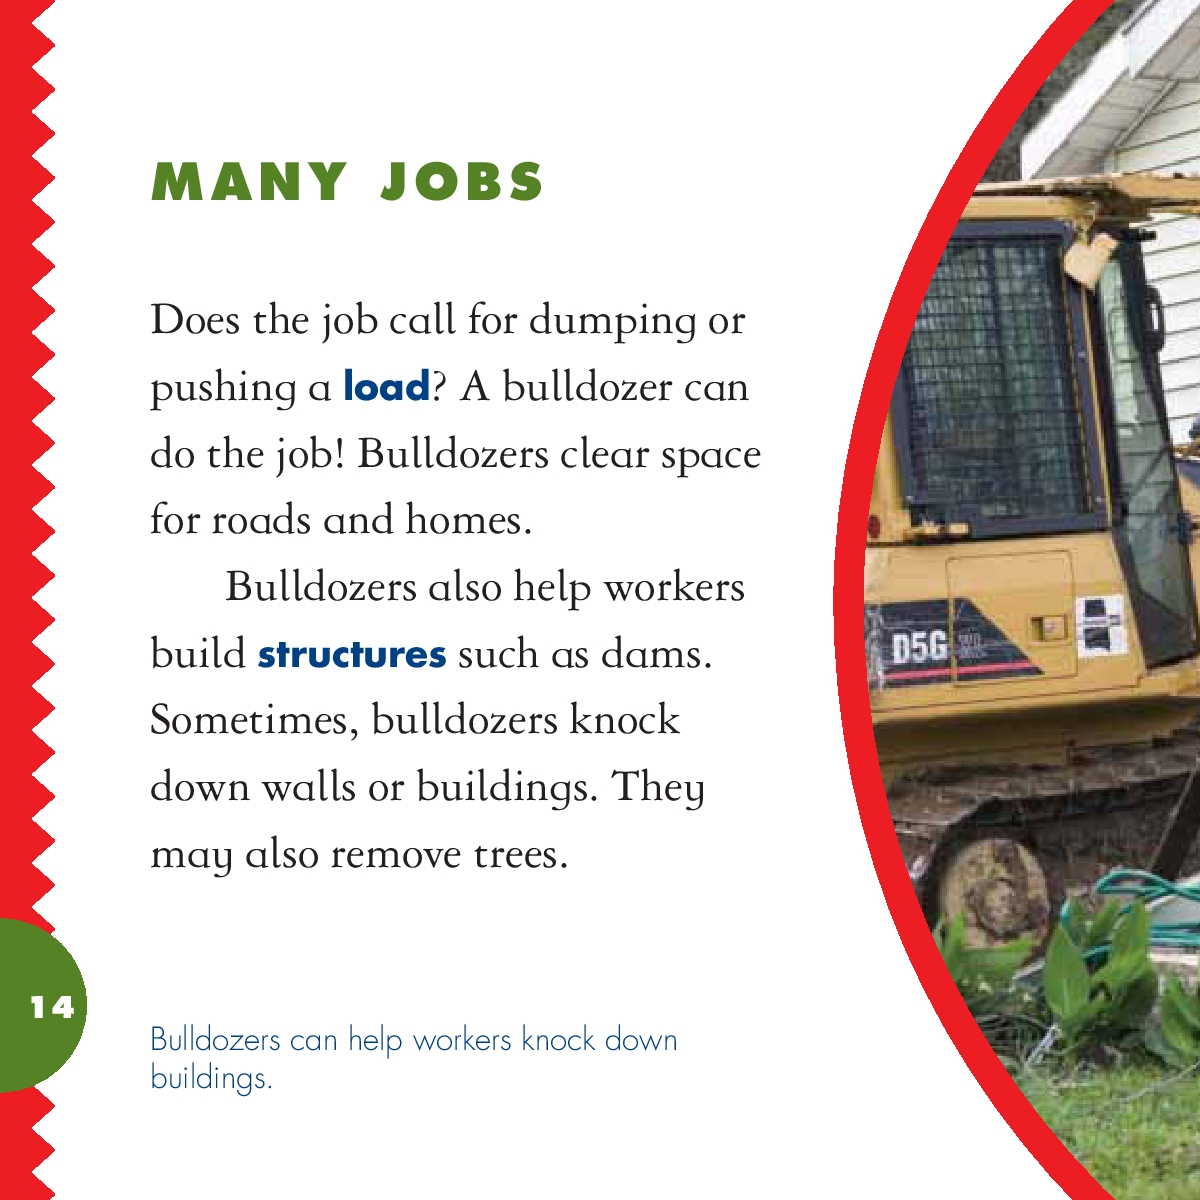 MANY JOBS
Does the job call for dumping or
pushing a load? A bulldozer can
do the job! Bulldozers clear space
for roads and homes.
Bulldozers also help workers
build structures such as dams.
Sometimes, bulldozers knock
down walls or buildings. They
may also remove trees.
14
Bulldozers can help workers knock down
buildings.
D5G